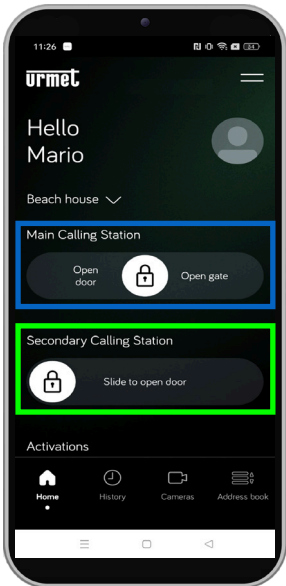 11:26
urmet
Hello
Mario
Beach house
Main Calling Station
Open door
Open gate
Secondary Calling Station
Slide to open door
Activations
Home
History
Cameras
Address book